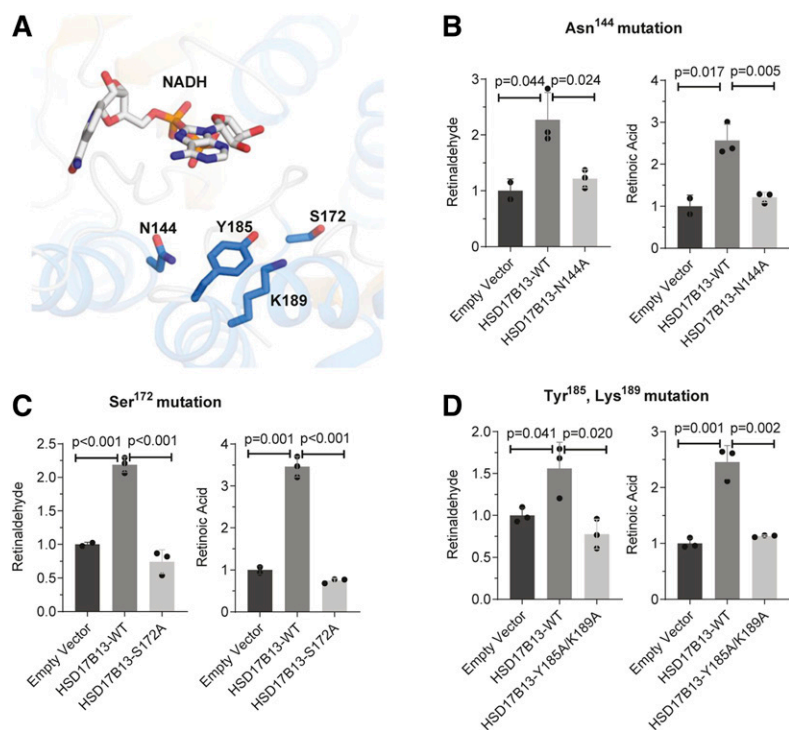 A
NADH
N144
Y185
S172
K189
B
Asn144 mutation
p=0.044 p=0.024
Retinaldehyde
3
2
1
0
Empty Vector
HSD17B13-WT
HSD17B13-N144A
p=0.017 p=0.005
Retinoic Acid
4
3
2
1
0
Empty Vector
HSD17B13-WT
HSD17B13-N144A
C
Ser172 mutation
p<0.001 p<0.001
Retinaldehyde
2.5
2.0
1.5
1.0
0.5
0.0
Empty Vector
HSD17B13-WT
HSD17B13-S172A
p=0.001 p<0.001
Retinoic Acid
5
4
3
2
1
0
Empty Vector
HSD17B13-WT
HSD17B13-S172A
D
Tyr185, Lys189 mutation
p=0.041 p=0.020
Retinaldehyde
2.0
1.5
1.0
0.5
0.0
Empty Vector
HSD17B13-WT
HSD17B13-Y185A/K189A
p=0.001 p=0.002
Retinoic Acid
3
2
1
0
Empty Vector
HSD17B13-WT
HSD17B13-Y185A/K189A